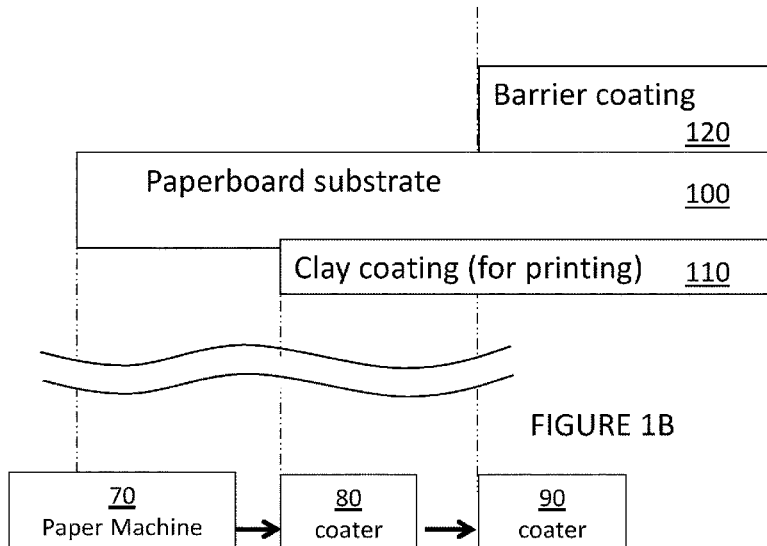 Barrier coating
120
Paperboard substrate
100
Clay coating (for printing)
110
FIGURE 1B
70
Paper Machine
80
coater
90
coater